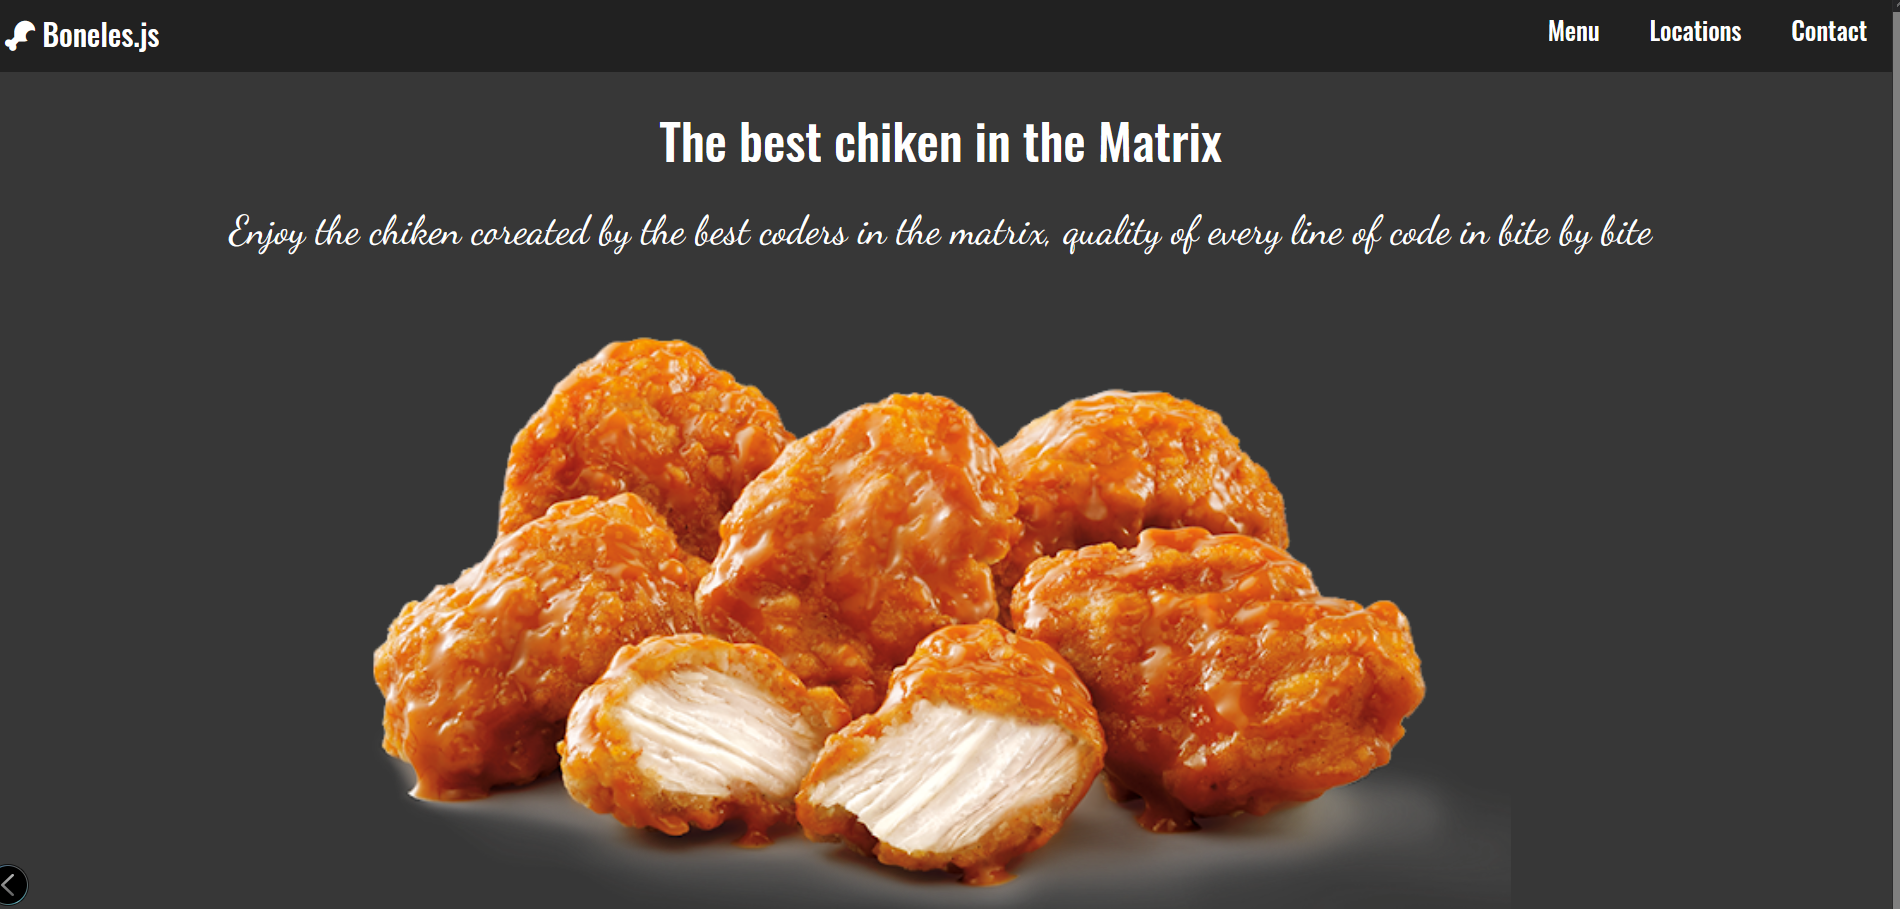 Boneles.js
Menu
Locations
Contact
The best chiken in the Matrix
Enjoy the chiken coreated by the best coders in the matrix, quality of every line of code in bite by bite